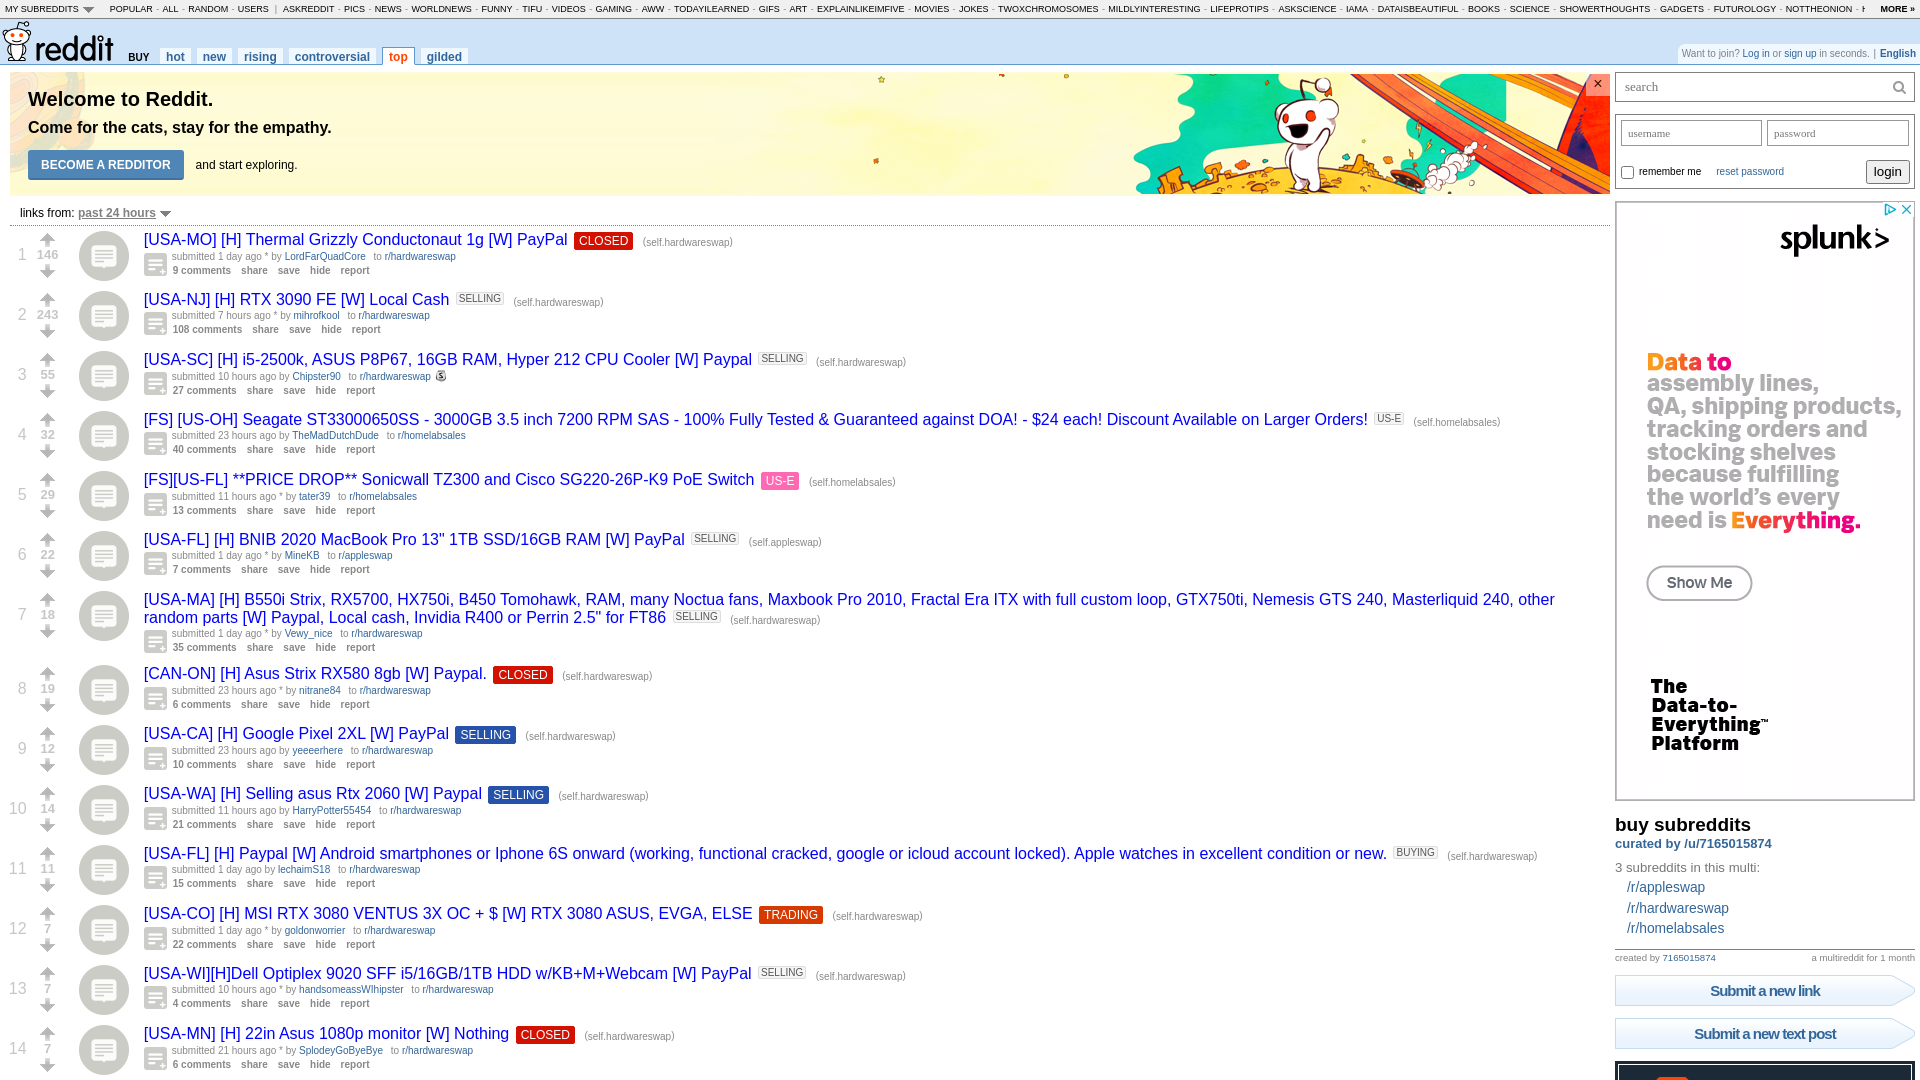 MY SUBREDDITS POPULAR - ALL - RANDOM - USERS | ASKREDDIT - PICS - NEWS - WORLDNEWS - FUNNY - TIFU - VIDEOS - GAMING - AWW - TODAYILEARNED - GIFS - ART - EXPLAINLIKEIMFIVE - MOVIES - JOKES - TWOXCHROMOSOMES - MILDLYINTERESTING - LIFEPROTIPS - ASKSCIENCE - IAMA - DATAISBEAUTIFUL - BOOKS - SCIENCE - SHOWERTHOUGHTS - GADGETS - FUTUROLOGY - NOTTHEONION - MORE »
reddit BUY hot new rising controversial top gilded
Want to join? Log in or sign up in seconds. | English
Welcome to Reddit.
Come for the cats, stay for the empathy.
BECOME A REDDITOR and start exploring.
×
links from: past 24 hours
1
146
[USA-MO] [H] Thermal Grizzly Conductonaut 1g [W] PayPal CLOSED (self.hardwareswap)
submitted 1 day ago * by LordFarQuadCore to r/hardwareswap
9 comments share save hide report
2
243
[USA-NJ] [H] RTX 3090 FE [W] Local Cash SELLING (self.hardwareswap)
submitted 7 hours ago * by mihrofkool to r/hardwareswap
108 comments share save hide report
3
55
[USA-SC] [H] i5-2500k, ASUS P8P67, 16GB RAM, Hyper 212 CPU Cooler [W] Paypal SELLING (self.hardwareswap)
submitted 10 hours ago by Chipster90 to r/hardwareswap
27 comments share save hide report
4
32
[FS] [US-OH] Seagate ST33000650SS - 3000GB 3.5 inch 7200 RPM SAS - 100% Fully Tested & Guaranteed against DOA! - $24 each! Discount Available on Larger Orders! US-E (self.homelabsales)
submitted 23 hours ago by TheMadDutchDude to r/homelabsales
40 comments share save hide report
5
29
[FS][US-FL] **PRICE DROP** Sonicwall TZ300 and Cisco SG220-26P-K9 PoE Switch US-E (self.homelabsales)
submitted 11 hours ago * by tater39 to r/homelabsales
13 comments share save hide report
6
22
[USA-FL] [H] BNIB 2020 MacBook Pro 13" 1TB SSD/16GB RAM [W] PayPal SELLING (self.appleswap)
submitted 1 day ago * by MineKB to r/appleswap
7 comments share save hide report
7
18
[USA-MA] [H] B550i Strix, RX5700, HX750i, B450 Tomohawk, RAM, many Noctua fans, Maxbook Pro 2010, Fractal Era ITX with full custom loop, GTX750ti, Nemesis GTS 240, Masterliquid 240, other
random parts [W] Paypal, Local cash, Invidia R400 or Perrin 2.5" for FT86 SELLING (self.hardwareswap)
submitted 1 day ago * by Vewy_nice to r/hardwareswap
35 comments share save hide report
8
19
[CAN-ON] [H] Asus Strix RX580 8gb [W] Paypal. CLOSED (self.hardwareswap)
submitted 23 hours ago * by nitrane84 to r/hardwareswap
6 comments share save hide report
9
12
[USA-CA] [H] Google Pixel 2XL [W] PayPal SELLING (self.hardwareswap)
submitted 23 hours ago by yeeeerhere to r/hardwareswap
10 comments share save hide report
10
14
[USA-WA] [H] Selling asus Rtx 2060 [W] Paypal SELLING (self.hardwareswap)
submitted 11 hours ago by HarryPotter55454 to r/hardwareswap
21 comments share save hide report
11
11
[USA-FL] [H] Paypal [W] Android smartphones or Iphone 6S onward (working, functional cracked, google or icloud account locked). Apple watches in excellent condition or new. BUYING (self.hardwareswap)
submitted 1 day ago by lechaimS18 to r/hardwareswap
15 comments share save hide report
12
7
[USA-CO] [H] MSI RTX 3080 VENTUS 3X OC + $ [W] RTX 3080 ASUS, EVGA, ELSE TRADING (self.hardwareswap)
submitted 1 day ago * by goldonworrier to r/hardwareswap
22 comments share save hide report
13
7
[USA-WI][H]Dell Optiplex 9020 SFF i5/16GB/1TB HDD w/KB+M+Webcam [W] PayPal SELLING (self.hardwareswap)
submitted 10 hours ago * by handsomeassWIhipster to r/hardwareswap
4 comments share save hide report
14
7
[USA-MN] [H] 22in Asus 1080p monitor [W] Nothing CLOSED (self.hardwareswap)
submitted 21 hours ago * by SplodeyGoByeBye to r/hardwareswap
6 comments share save hide report
search
username password
remember me reset password login
splunk>
Data to
assembly lines,
QA, shipping products,
tracking orders and
stocking shelves
because fulfilling
the world's every
need is Everything.
Show Me
The
Data-to-
Everything™
Platform
buy subreddits
curated by /u/7165015874
3 subreddits in this multi:
/r/appleswap
/r/hardwareswap
/r/homelabsales
created by 7165015874 a multireddit for 1 month
Submit a new link
Submit a new text post